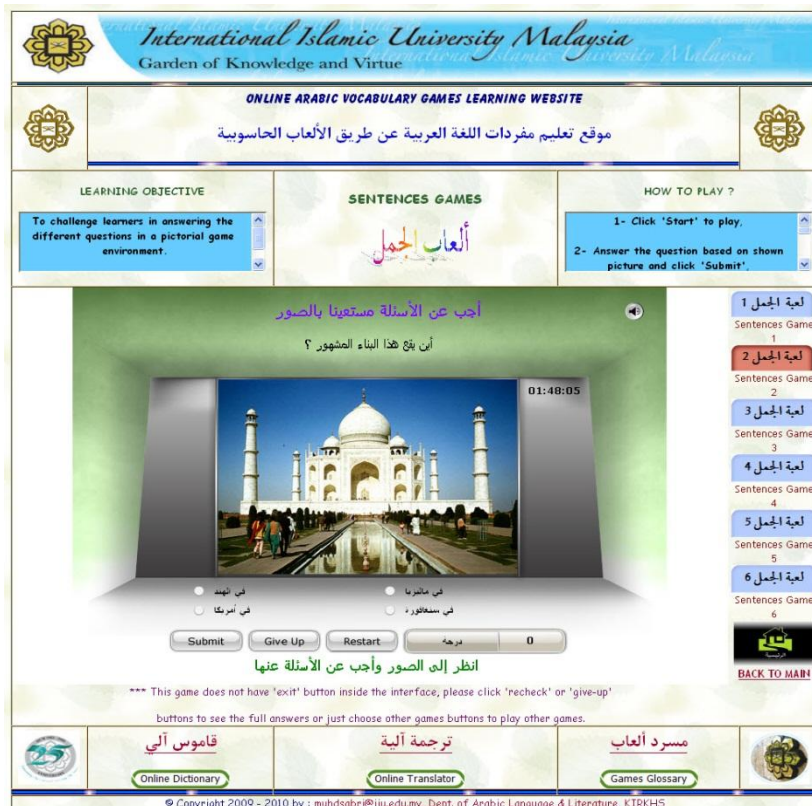 International Islamic University Malaysia
Garden of Knowledge and Virtue
ONLINE ARABIC VOCABULARY GAMES LEARNING WEBSITE
موقع تعليم مفردات اللغة العربية عن طريق الألعاب الحاسوبية
LEARNING OBJECTIVE
To challenge learners in answering the
different questions in a pictorial game
environment.
SENTENCES GAMES
ألعاب الجمل
HOW TO PLAY ?
1- Click 'Start' to play,
2- Answer the question based on shown
picture and click 'Submit',
أجب عن الأسئلة مستعينا بالصور
أين يقع هذا البناء المشهور ؟
01:48:05
في ماليزيا
في الهند
في سنغافورة
في أمريكا
Submit
Give Up
Restart
درجة
0
انظر إلى الصور وأجب عن الأسئلة عنها
لعبة الجمل 1
Sentences Game
1
لعبة الجمل 2
Sentences Game
2
لعبة الجمل 3
Sentences Game
3
لعبة الجمل 4
Sentences Game
4
لعبة الجمل 5
Sentences Game
5
لعبة الجمل 6
Sentences Game
6
الرئيسية
BACK TO MAIN
*** This game does not have 'exit' button inside the interface, please click 'recheck' or 'give-up'
buttons to see the full answers or just choose other games buttons to play other games.
25
قاموس آلي
Online Dictionary
ترجمة آلية
Online Translator
مسرد ألعاب
Games Glossary
© Copyright 2009 - 2010 by : muhdsabri@iiu.edu.my, Dept. of Arabic Language & Literature, KIRKHS